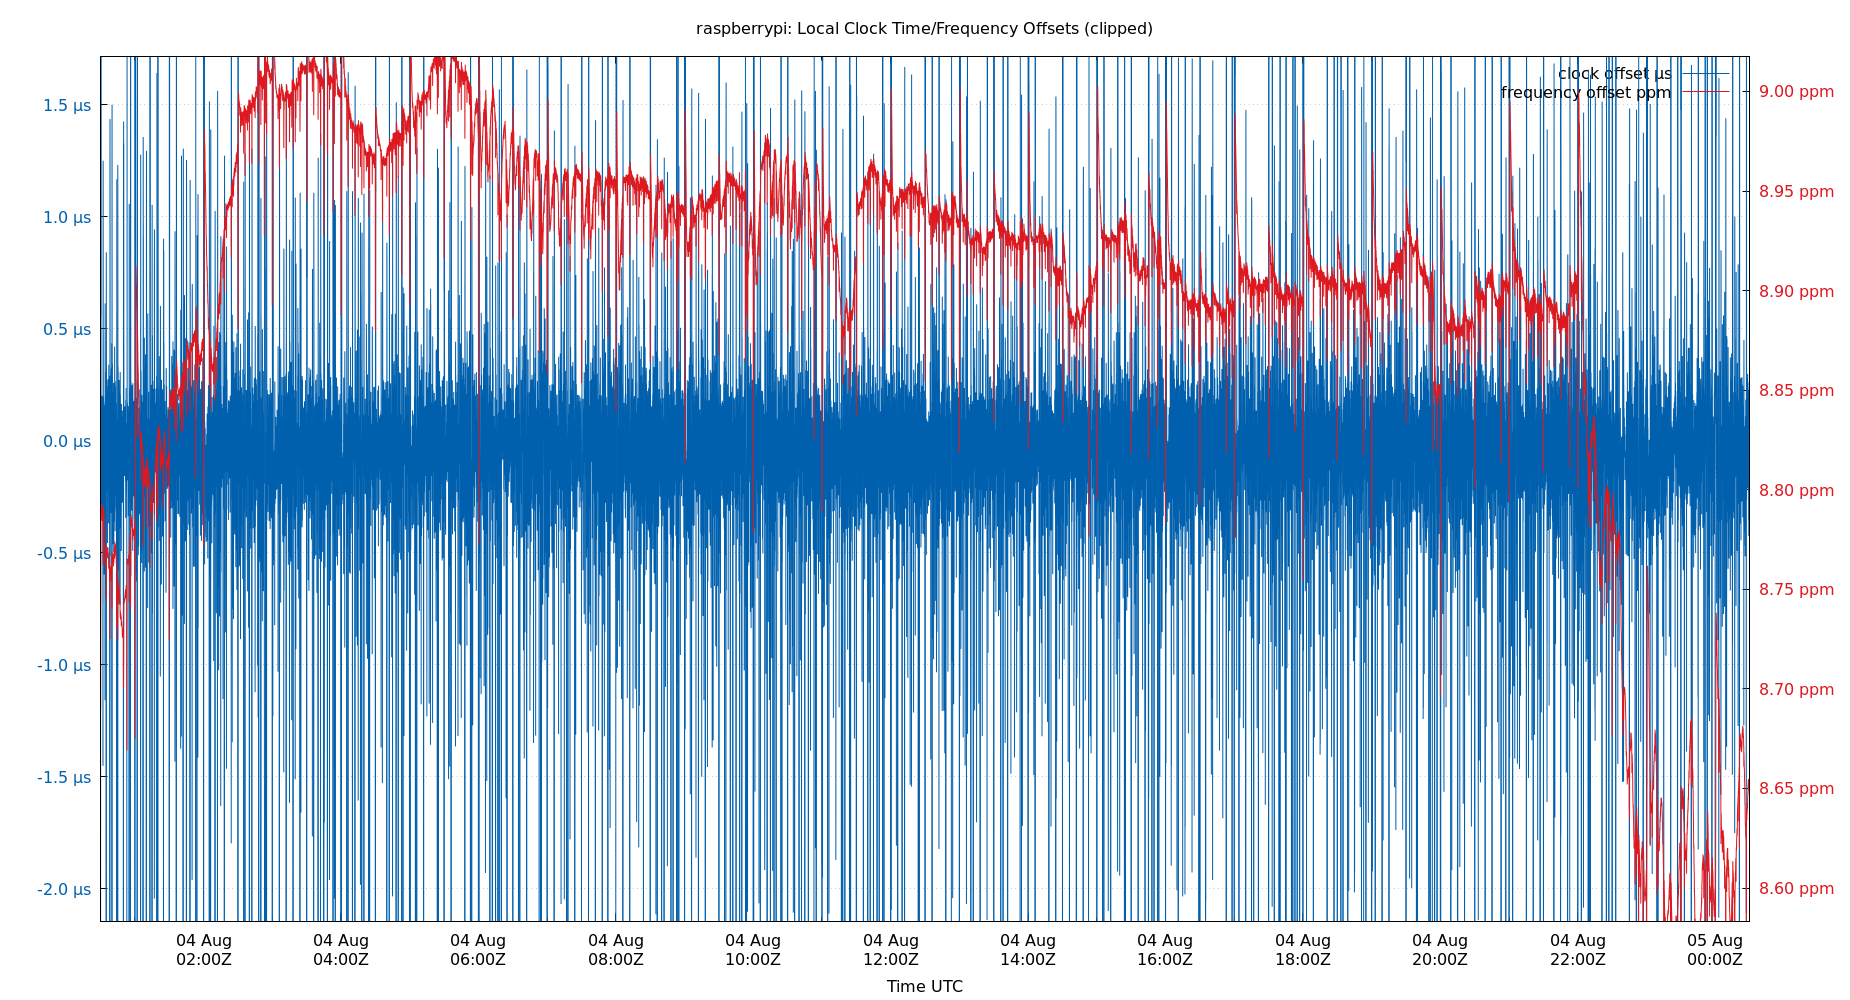 raspberrypi: Local Clock Time/Frequency Offsets (clipped)
clock offset µs
frequency offset ppm
1.5 µs
1.0 µs
0.5 µs
0.0 µs
-0.5 µs
-1.0 µs
-1.5 µs
-2.0 µs
9.00 ppm
8.95 ppm
8.90 ppm
8.85 ppm
8.80 ppm
8.75 ppm
8.70 ppm
8.65 ppm
8.60 ppm
04 Aug 04 Aug 04 Aug 04 Aug 04 Aug 04 Aug 04 Aug 04 Aug 04 Aug 04 Aug 04 Aug 05 Aug
02:00Z 04:00Z 06:00Z 08:00Z 10:00Z 12:00Z 14:00Z 16:00Z 18:00Z 20:00Z 22:00Z 00:00Z
Time UTC